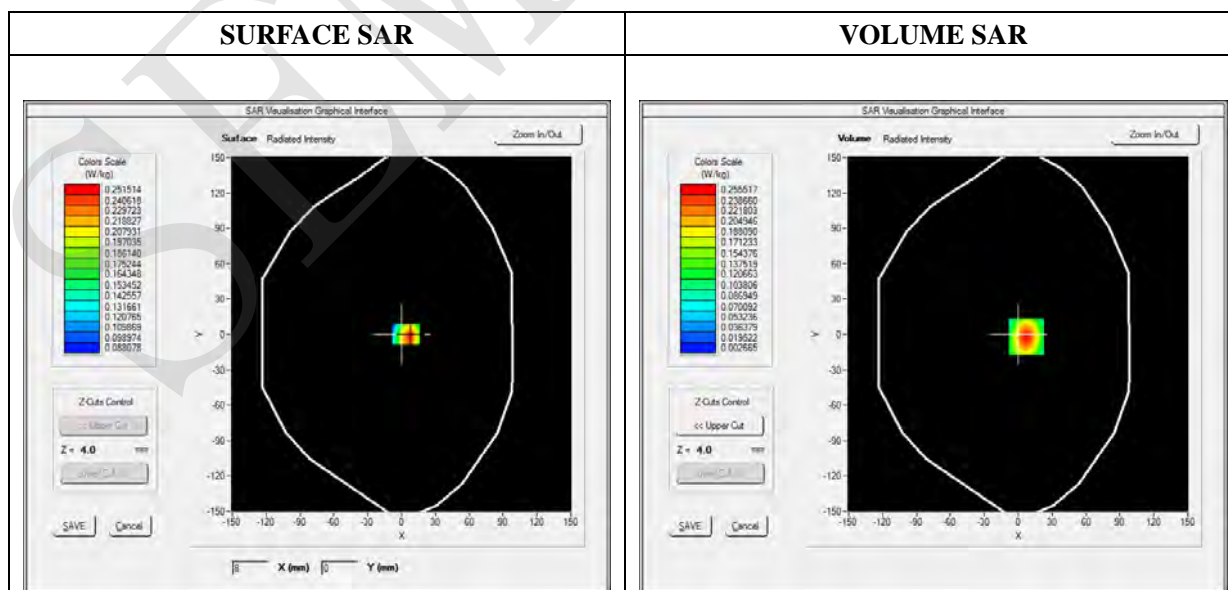 SURFACE SAR
VOLUME SAR
SAR Visualisation Graphical Interface
Surface Radiated Intensity
Zoom In/Out
Colors Scale
(W/kg)
0.251514
0.240618
0.229723
0.218827
0.207931
0.197035
0.186140
0.175244
0.164348
0.153452
0.142557
0.131661
0.120765
0.109869
0.098974
0.088078
150
120
90
60
30
0
-30
-60
-90
-120
-150
Y
-150 -120 -90 -60 -30 0 30 60 90 120 150
X
Z-Cuts Control
<< Upper Cut
Z = 4.0 mm
SAVE Cancel
8 X (mm) 0 Y (mm)
SAR Visualisation Graphical Interface
Volume Radiated Intensity
Zoom In/Out
Colors Scale
(W/kg)
0.255517
0.238660
0.221803
0.204946
0.188090
0.171233
0.154376
0.137519
0.120663
0.103806
0.086949
0.070092
0.053236
0.036379
0.019522
0.002665
150
120
90
60
30
0
-30
-60
-90
-120
-150
Y
-150 -120 -90 -60 -30 0 30 60 90 120 150
X
Z-Cuts Control
<< Upper Cut
Z = 4.0 mm
SAVE Cancel